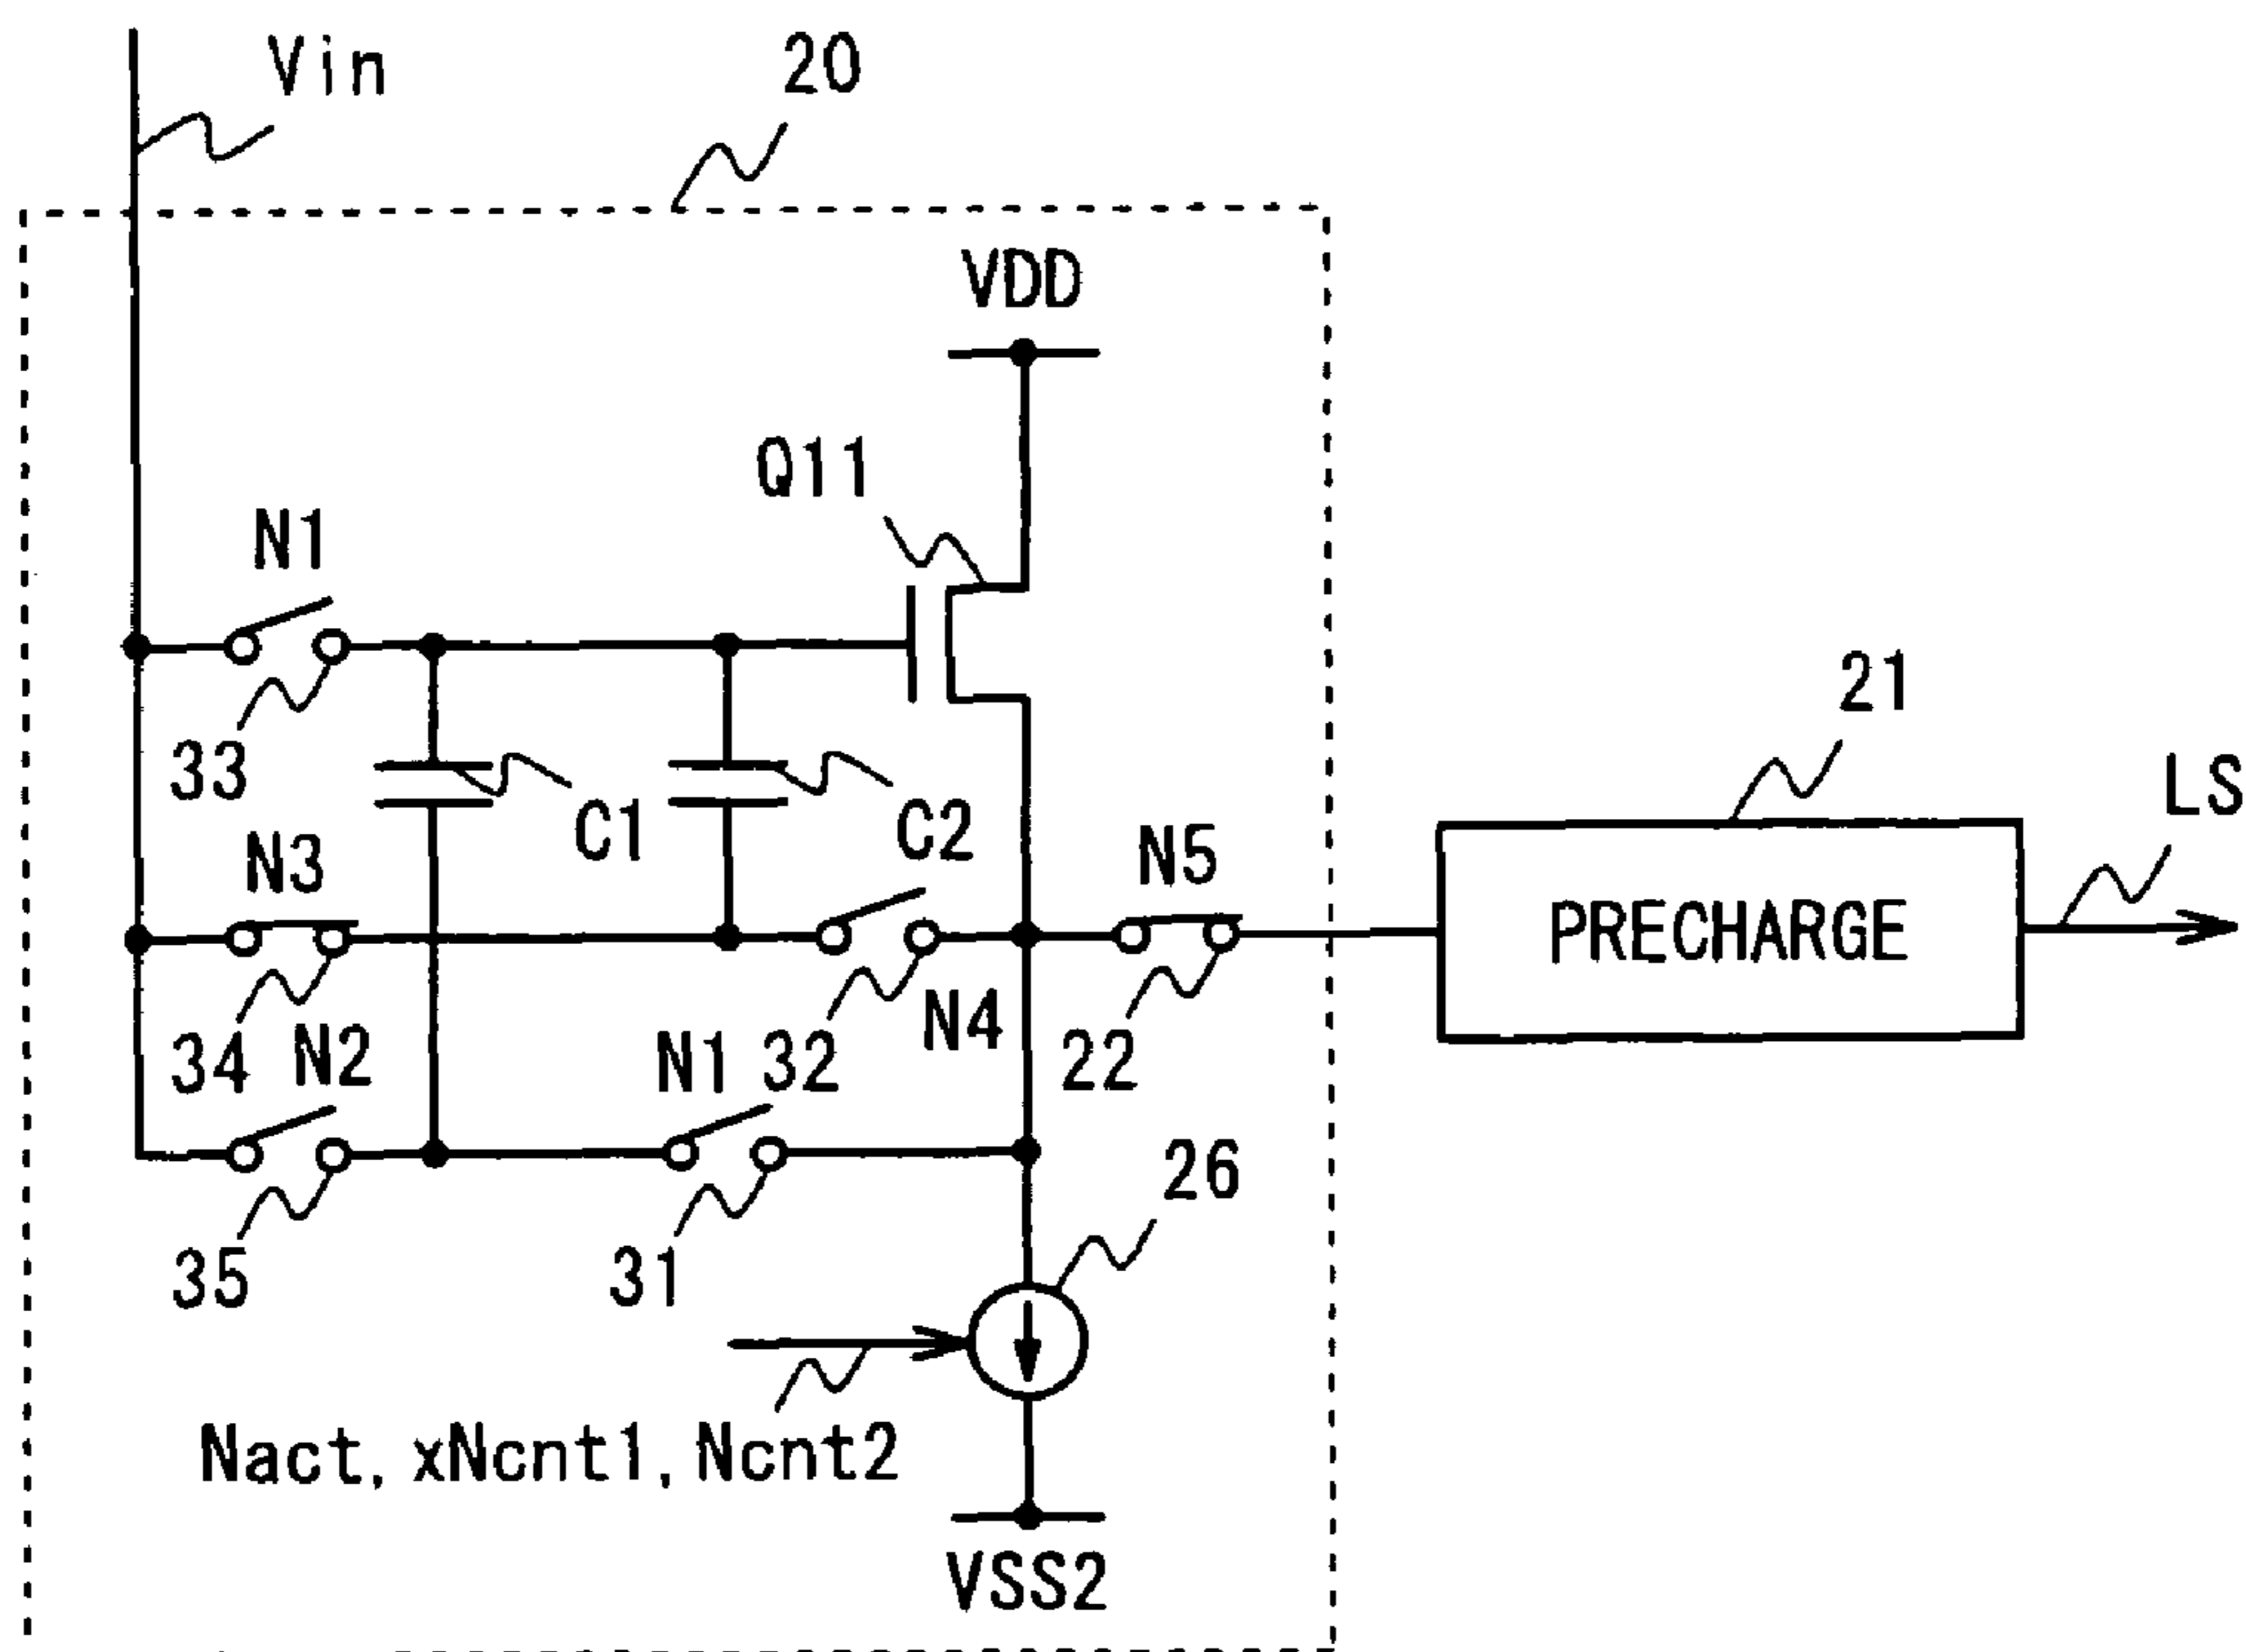 Vin
20
VDD
Q11
N1
33
C1
C2
21
LS
N3
N5
PRECHARGE
34
N2
N1
32
N4
22
35
31
26
Nact, xNcnt1, Ncnt2
VSS2